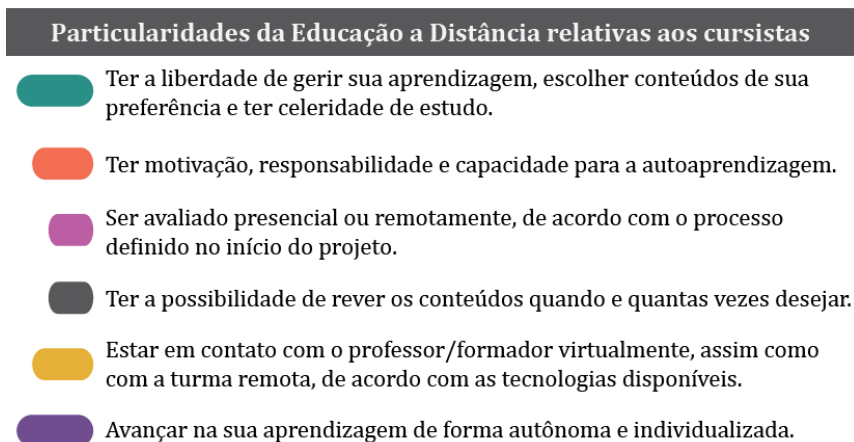 Particularidades da Educação a Distância relativas aos cursistas
Ter a liberdade de gerir sua aprendizagem, escolher conteúdos de sua
preferência e ter celeridade de estudo.
Ter motivação, responsabilidade e capacidade para a autoaprendizagem.
Ser avaliado presencial ou remotamente, de acordo com o processo
definido no início do projeto.
Ter a possibilidade de rever os conteúdos quando e quantas vezes desejar.
Estar em contato com o professor/formador virtualmente, assim como
com a turma remota, de acordo com as tecnologias disponíveis.
Avançar na sua aprendizagem de forma autônoma e individualizada.